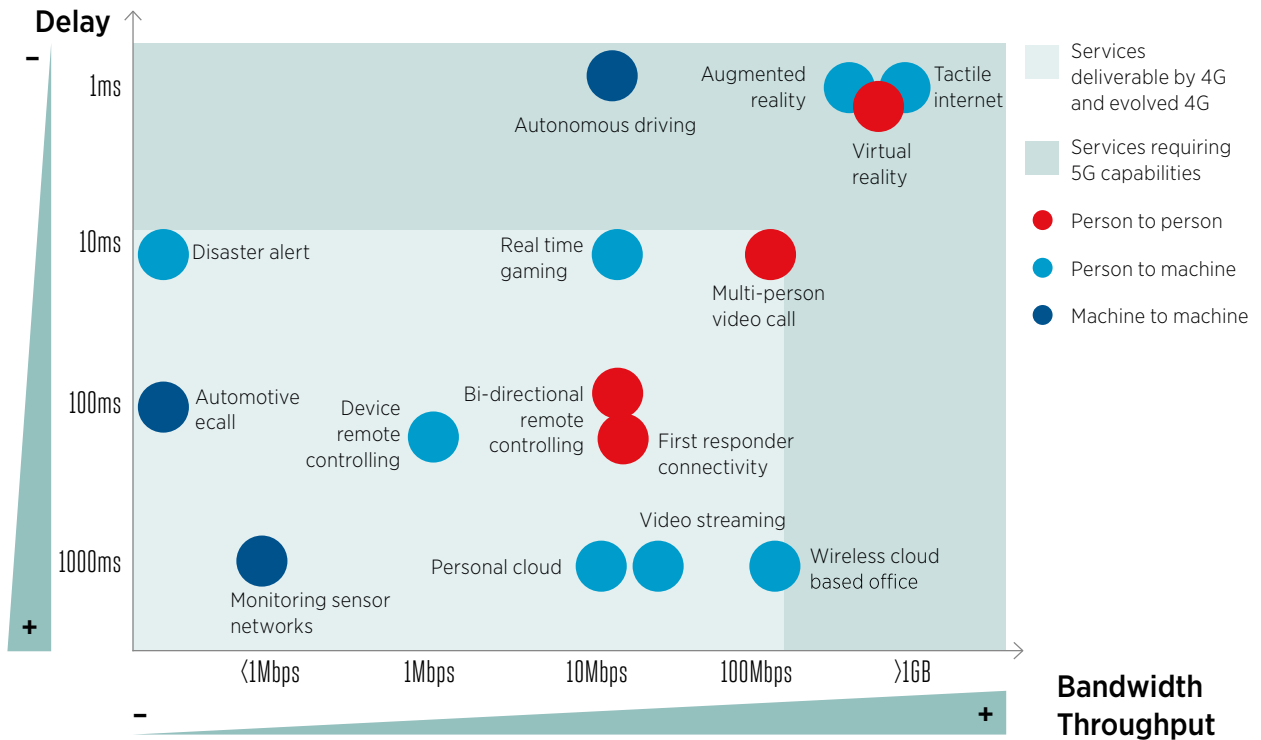 Delay
–
1ms
10ms
100ms
1000ms
+
Autonomous driving
Augmented
reality
Tactile
internet
Virtual
reality
Disaster alert
Real time
gaming
Multi-person
video call
Automotive
ecall
Device
remote
controlling
Bi-directional
remote
controlling
First responder
connectivity
Monitoring sensor
networks
Personal cloud
Video streaming
Wireless cloud
based office
<1Mbps
1Mbps
10Mbps
100Mbps
>1GB
–
+
Bandwidth
Throughput
Services
deliverable by 4G
and evolved 4G
Services requiring
5G capabilities
Person to person
Person to machine
Machine to machine